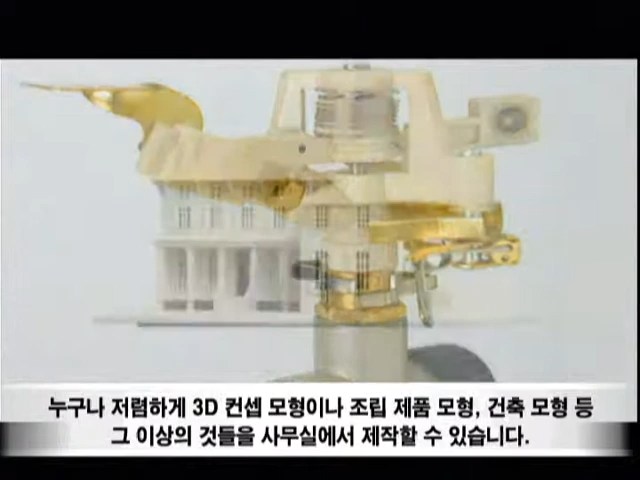 누구나 저렴하게 3D 컨셉 모형이나 조립 제품 모형, 건축 모형 등
그 이상의 것들을 사무실에서 제작할 수 있습니다.